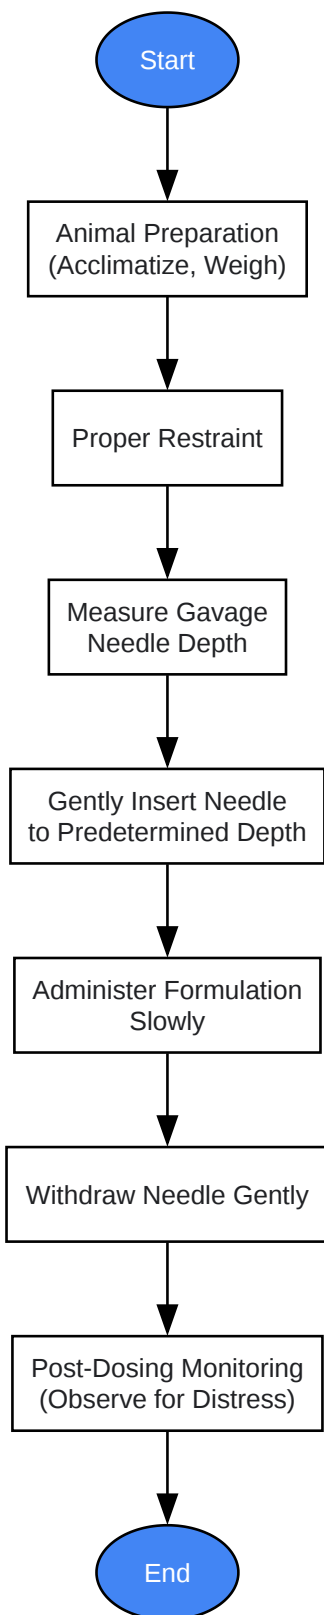 Start
Animal Preparation
(Acclimatize, Weigh)
Proper Restraint
Measure Gavage
Needle Depth
Gently Insert Needle
to Predetermined Depth
Administer Formulation
Slowly
Withdraw Needle Gently
Post-Dosing Monitoring
(Observe for Distress)
End